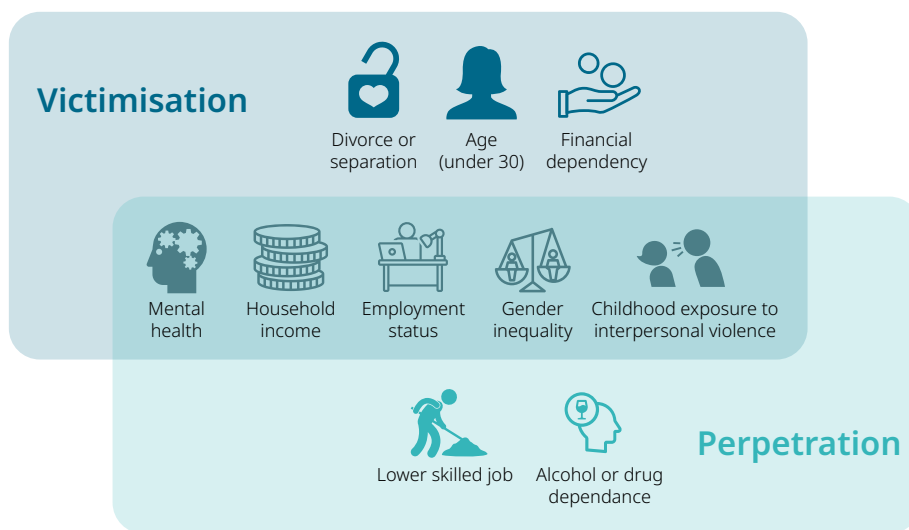 Victimisation
Divorce or
separation
Age
(under 30)
Financial
dependency
Mental
health
Household
income
Employment
status
Gender
inequality
Childhood exposure to
interpersonal violence
Lower skilled job
Alcohol or drug
dependance
Perpetration